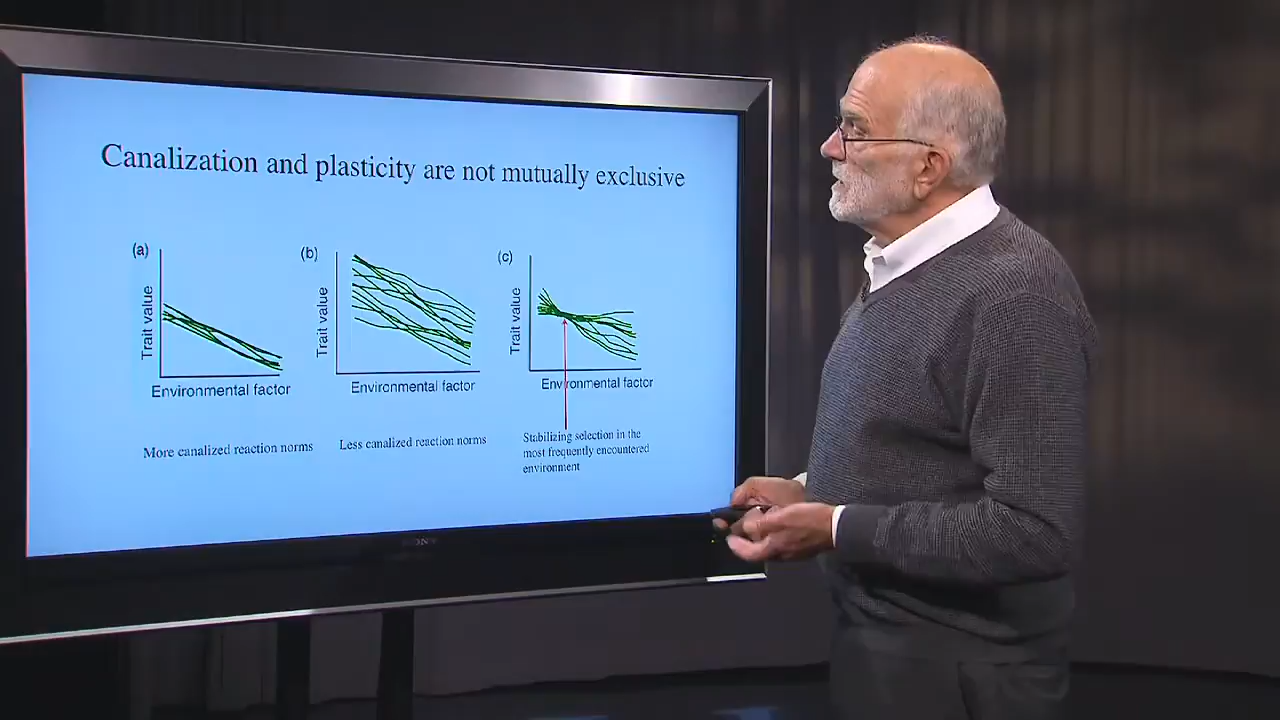 Canalization and plasticity are not mutually exclusive
(a)
Trait value
Environmental factor
More canalized reaction norms
(b)
Trait value
Environmental factor
Less canalized reaction norms
(c)
Trait value
Environmental factor
Stabilizing selection in the
most frequently encountered
environment
SONY